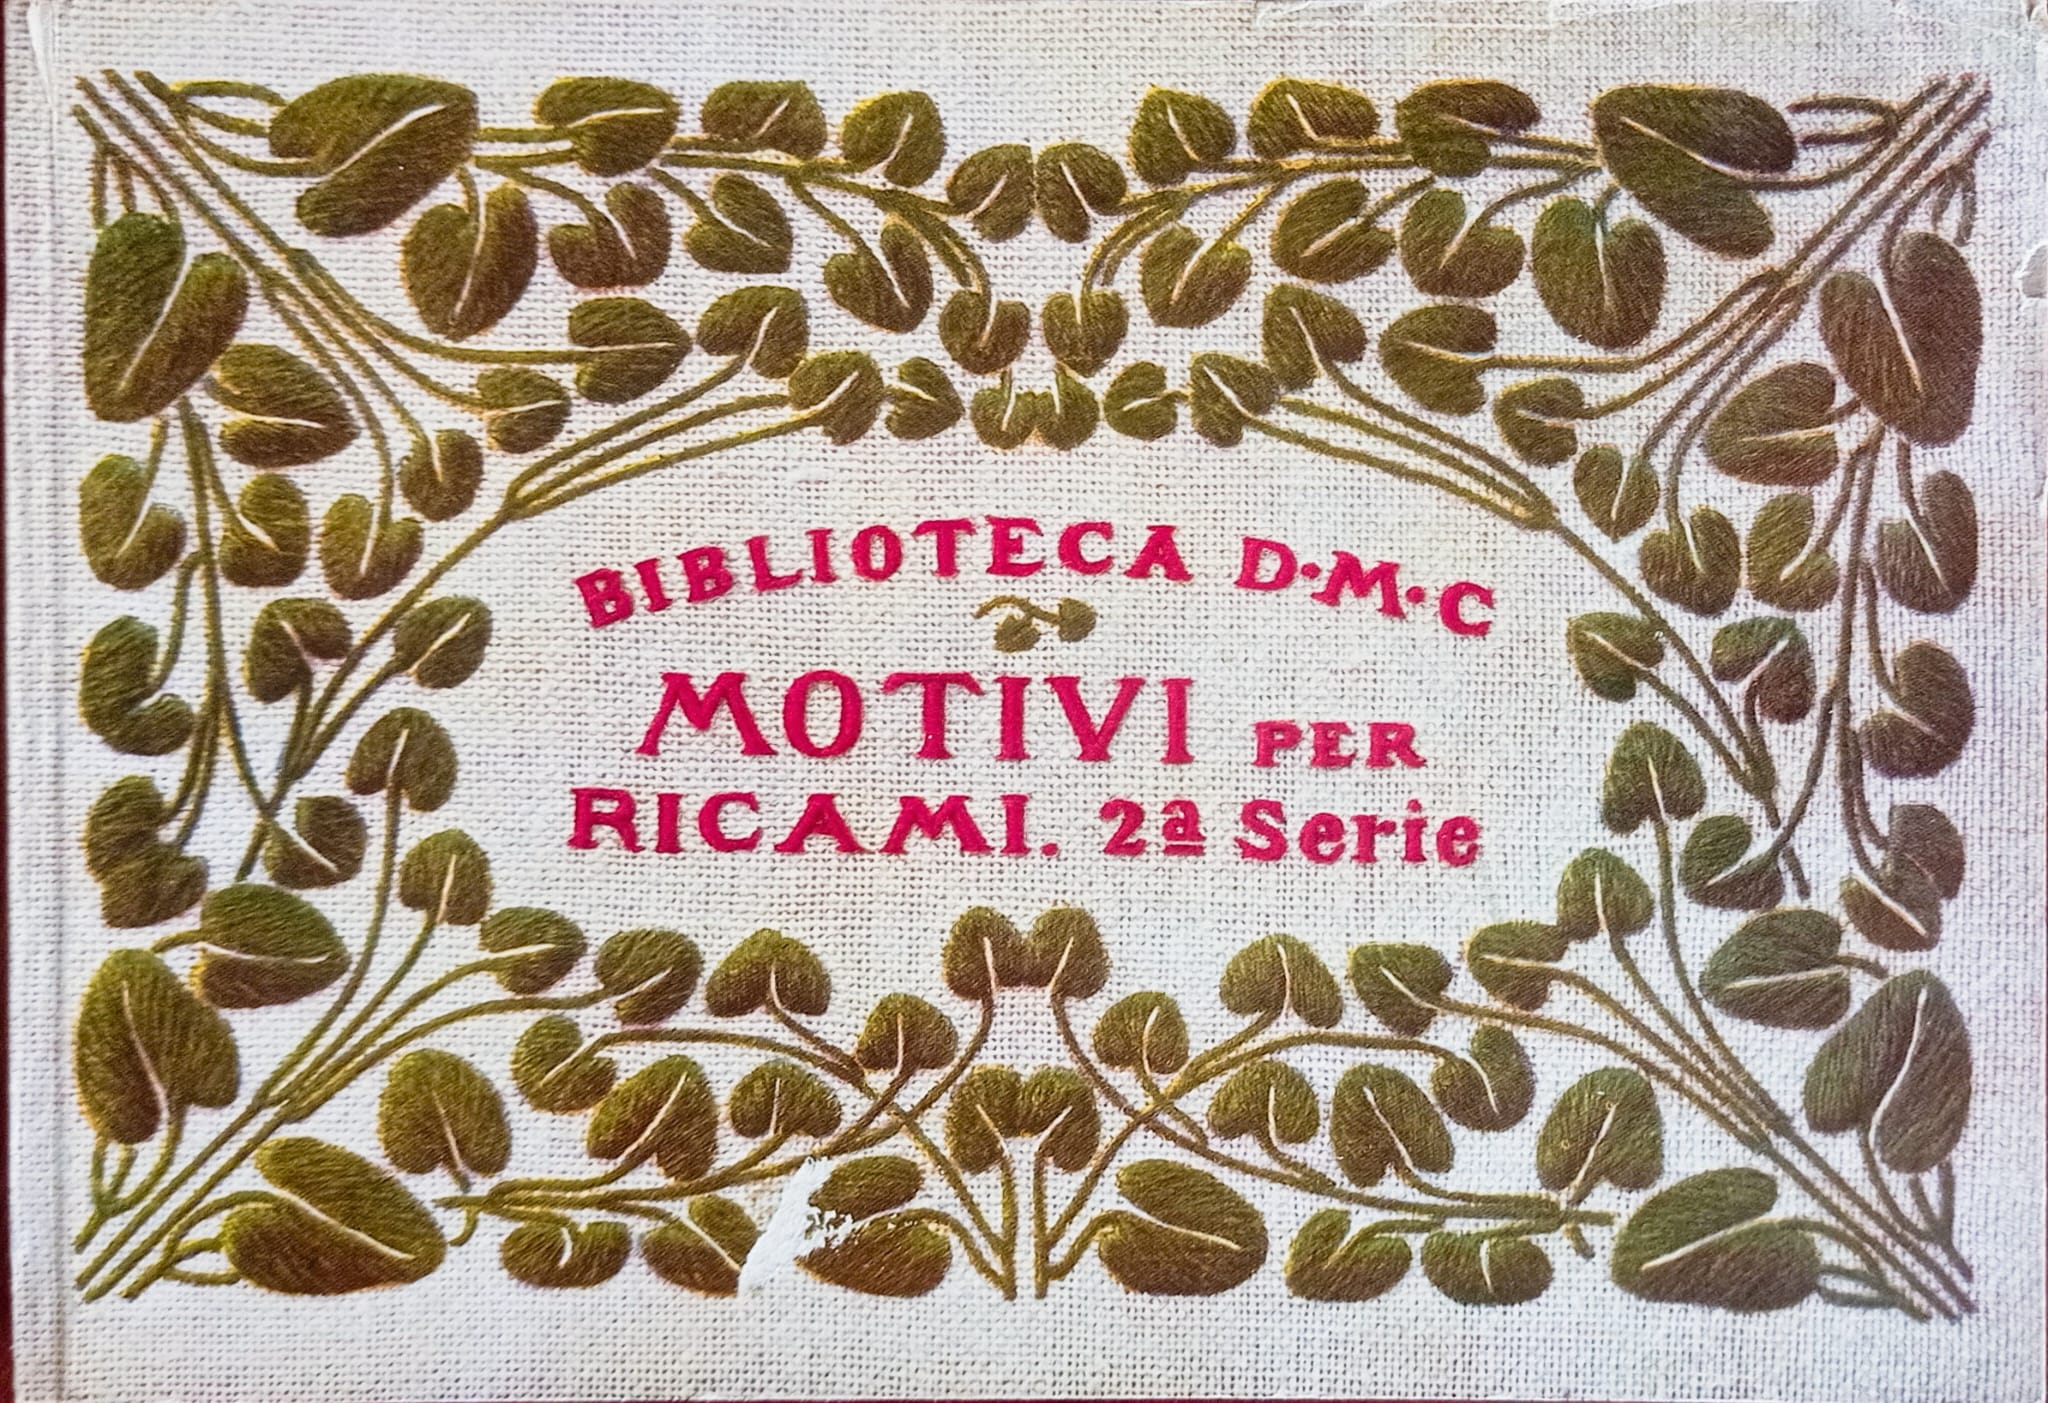 BIBLIOTECA D·M·C
MOTIVI PER
RICAMI. 2ª Serie